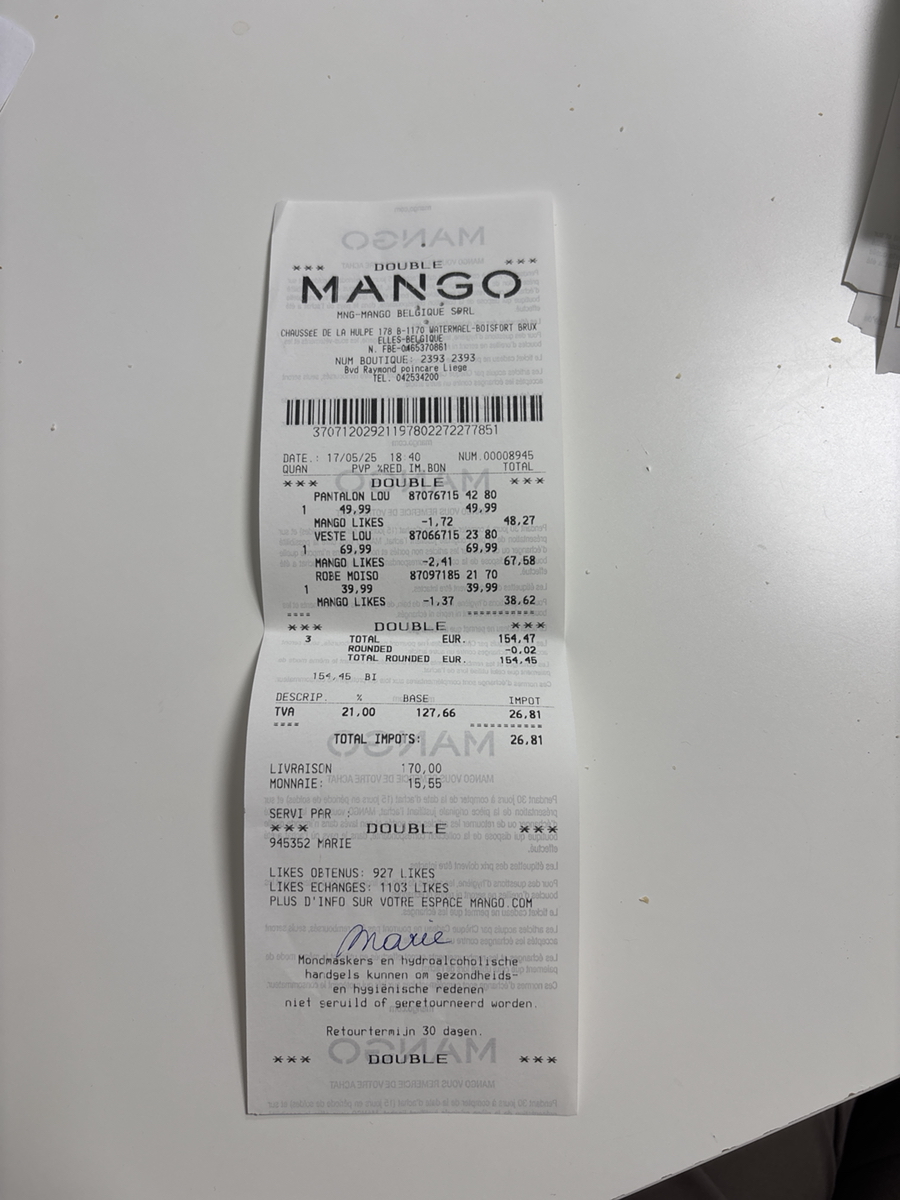 *** DOUBLE ***
MANGO
MNG-MANGO BELGIQUE SPRL
CHAUSSéE DE LA HULPE 178 B-1170 WATERMAEL-BOISFORT BRUX
ELLES-BELGIQUE
N. FBE-0465370861
NUM BOUTIQUE: 2393 2393
Bvd Raymond poincare Liege
TEL. 042534200
37071202921197802272277851
DATE.: 17/05/25 18 40 NUM.00008945
QUAN PVP %RED IM.BON TOTAL
*** DOUBLE ***
PANTALON LOU 87076715 42 80
1 49,99 49,99
MANGO LIKES -1,72 48,27
VESTE LOU 87066715 23 80
1 69,99 69,99
MANGO LIKES -2,41 67,58
ROBE MOISO 87097185 21 70
1 39,99 39,99
MANGO LIKES -1,37 38,62
==== ===========
*** DOUBLE ***
3 TOTAL EUR. 154,47
ROUNDED -0,02
TOTAL ROUNDED EUR. 154,45
154,45 BI
DESCRIP. % BASE IMPOT
TVA 21,00 127,66 26,81
==== ===========
TOTAL IMPOTS: 26,81
LIVRAISON 170,00
MONNAIE: 15,55
SERVI PAR :
*** DOUBLE ***
945352 MARIE
LIKES OBTENUS: 927 LIKES
LIKES ECHANGES: 1103 LIKES
PLUS D'INFO SUR VOTRE ESPACE MANGO.COM
Marie
Mondmaskers en hydroalcoholische
handgels kunnen om gezondheids-
en hygiënische redenen
niet geruild of geretourneerd worden.
Retourtermijn 30 dagen.
*** DOUBLE ***